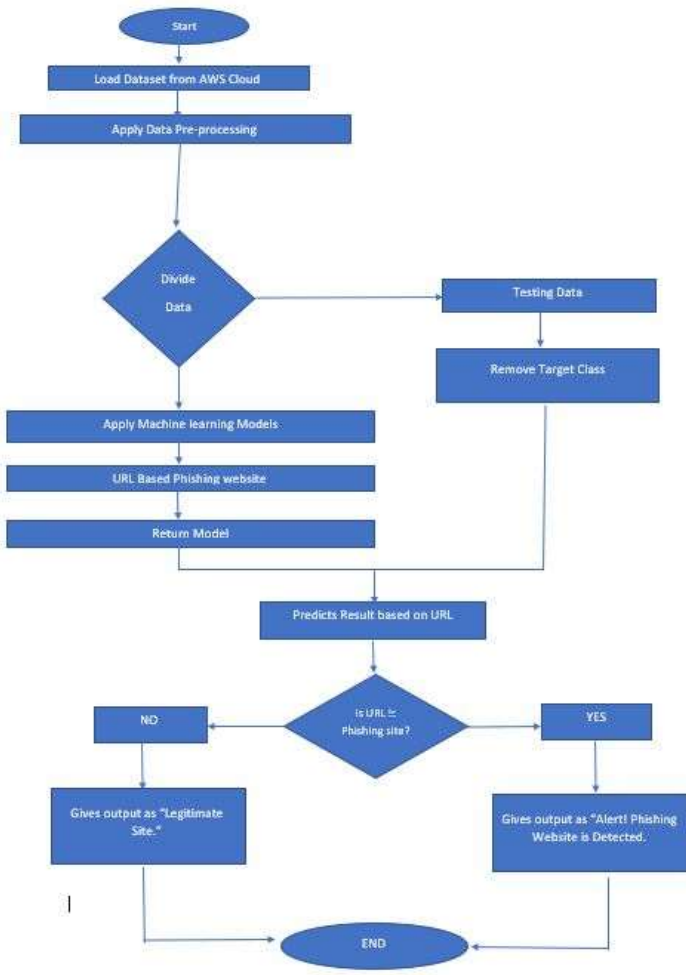 Start
Load Dataset from AWS Cloud
Apply Data Pre-processing
Divide
Data
Testing Data
Remove Target Class
Apply Machine learning Models
URL Based Phishing website
Return Model
Predicts Result based on URL
Is URL =
Phishing site?
NO
YES
Gives output as “Legitimate
Site.”
Gives output as “Alert! Phishing
Website is Detected.
END